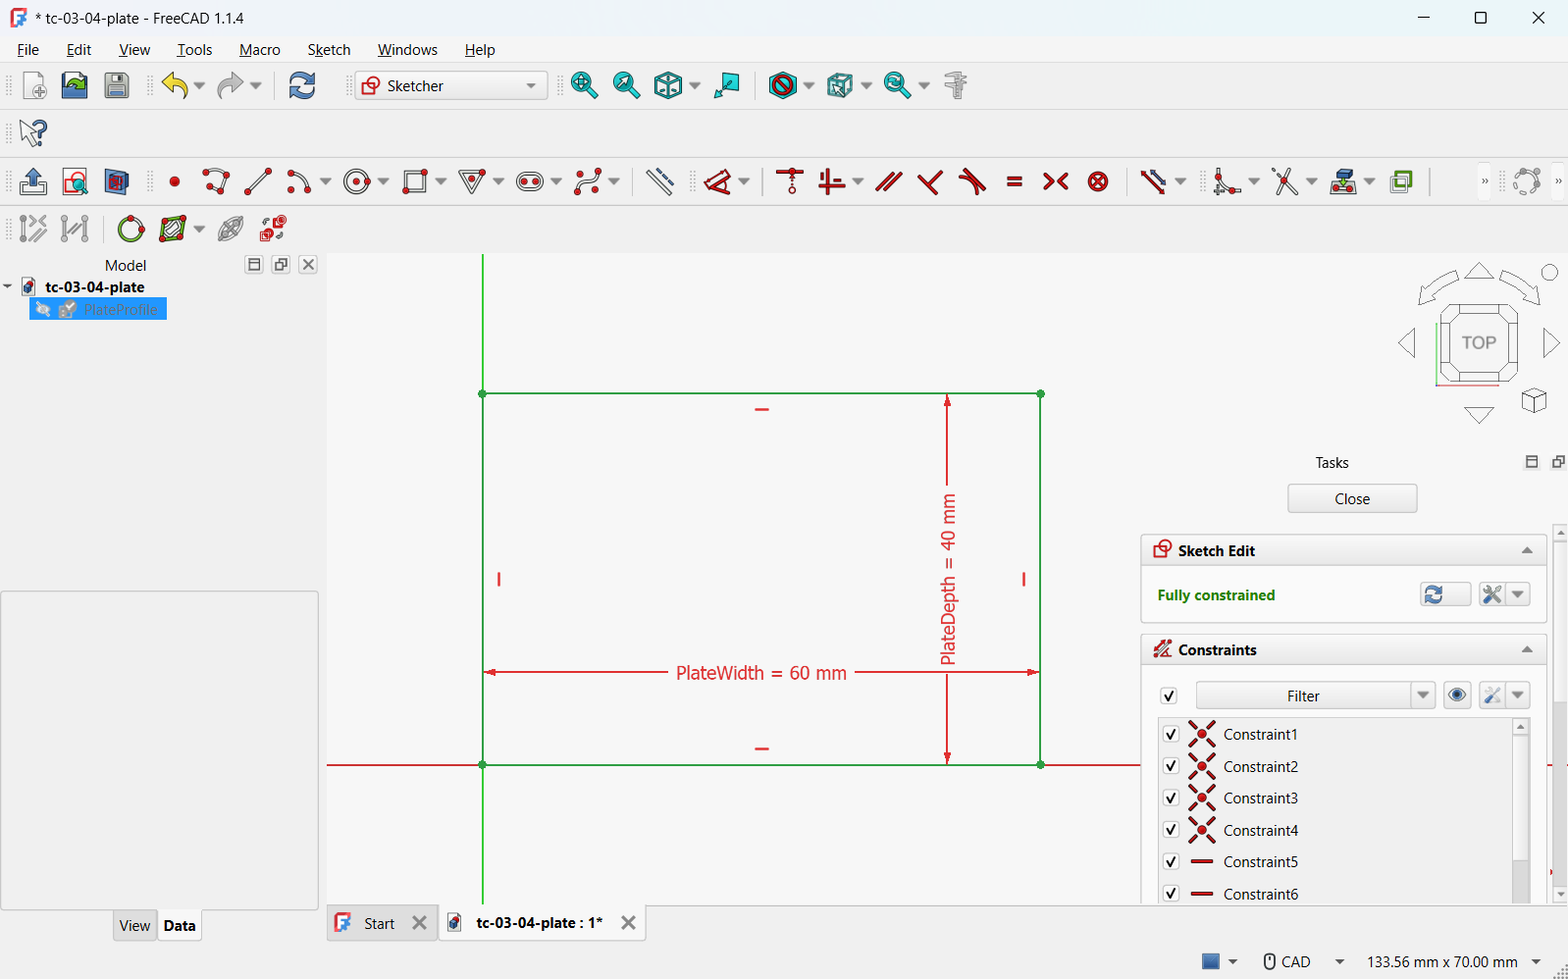 * tc-03-04-plate - FreeCAD 1.1.4
File Edit View Tools Macro Sketch Windows Help
Sketcher
» »
Model
tc-03-04-plate
PlateProfile
TOP
Tasks
Close
Sketch Edit
Fully constrained
PlateDepth = 40 mm
PlateWidth = 60 mm
Constraints
Filter
Constraint1
Constraint2
Constraint3
Constraint4
Constraint5
Constraint6
View Data
Start tc-03-04-plate : 1*
CAD 133.56 mm x 70.00 mm